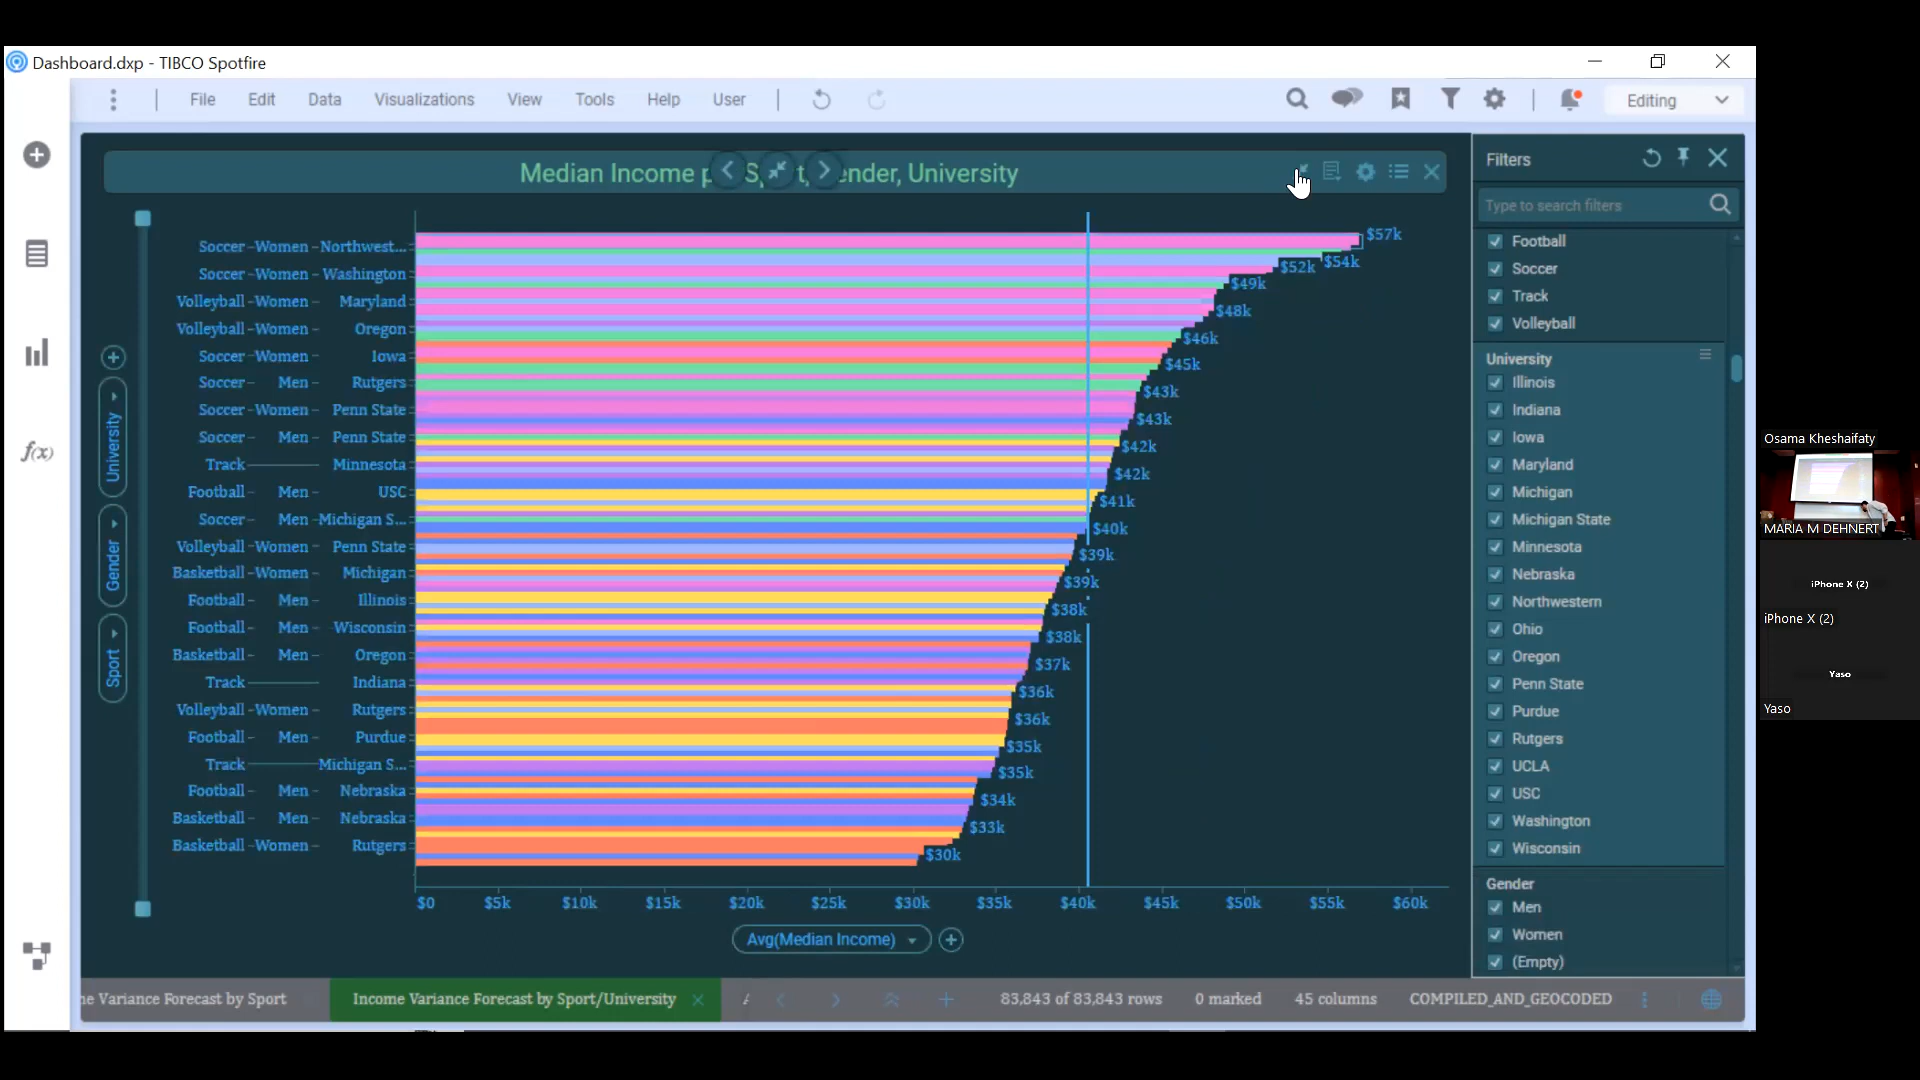 Dashboard.dxp - TIBCO Spotfire
File Edit Data Visualizations View Tools Help User
Editing
Median Income p S t, ender, University
Filters
Type to search filters
Football
Soccer
Track
Volleyball
University
Illinois
Indiana
Iowa
Maryland
Michigan
Michigan State
Minnesota
Nebraska
Northwestern
Ohio
Oregon
Penn State
Purdue
Rutgers
UCLA
USC
Washington
Wisconsin
Gender
Men
Women
(Empty)
University
Gender
Sport
Soccer - Women - Northwest...
Soccer - Women - Washington
Volleyball - Women - Maryland
Volleyball - Women - Oregon
Soccer - Women - Iowa
Soccer - Men - Rutgers
Soccer - Women - Penn State
Soccer - Men - Penn State
Track Minnesota
Football - Men - USC
Soccer - Men - Michigan S...
Volleyball - Women - Penn State
Basketball - Women - Michigan
Football - Men - Illinois
Football - Men - Wisconsin
Basketball - Men - Oregon
Track Indiana
Volleyball - Women - Rutgers
Football - Men - Purdue
Track Michigan S...
Football - Men - Nebraska
Basketball - Men - Nebraska
Basketball - Women - Rutgers
$57k
$54k
$52k
$49k
$48k
$46k
$45k
$43k
$43k
$42k
$42k
$41k
$40k
$39k
$39k
$38k
$38k
$37k
$36k
$36k
$35k
$35k
$34k
$33k
$30k
$0 $5k $10k $15k $20k $25k $30k $35k $40k $45k $50k $55k $60k
Avg(Median Income)
ne Variance Forecast by Sport
Income Variance Forecast by Sport/University
83,843 of 83,843 rows
0 marked
45 columns
COMPILED_AND_GEOCODED
f(x)
Osama Kheshaifaty
MARIA M DEHNERT
iPhone X (2)
iPhone X (2)
Yaso
Yaso